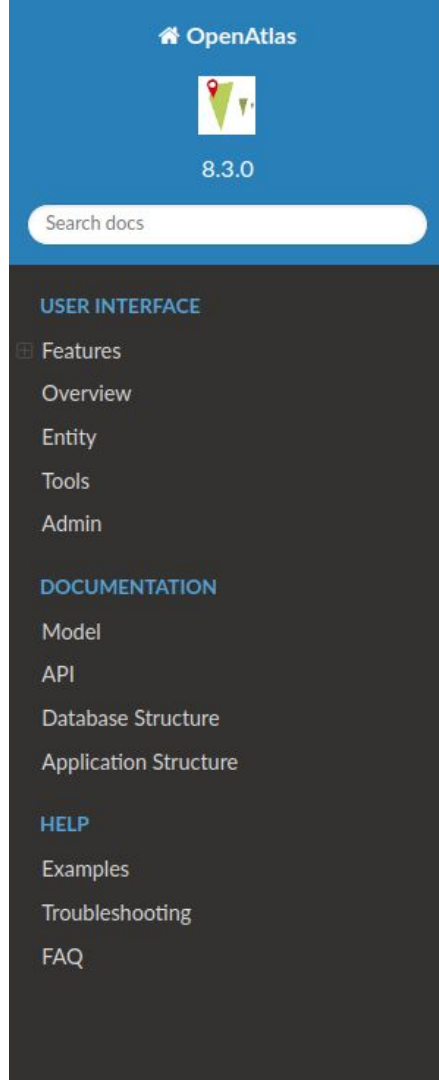 OpenAtlas
8.3.0
Search docs
USER INTERFACE
Features
Overview
Entity
Tools
Admin
DOCUMENTATION
Model
API
Database Structure
Application Structure
HELP
Examples
Troubleshooting
FAQ